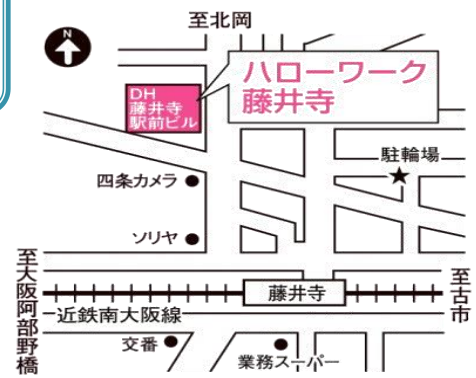 至北岡
N
ハローワーク
藤井寺
DH
藤井寺
駅前ビル
駐輪場
★
四条カメラ
ソリヤ
至大阪阿部野橋
藤井寺
至古市
近鉄南大阪線
交番
業務スーパー